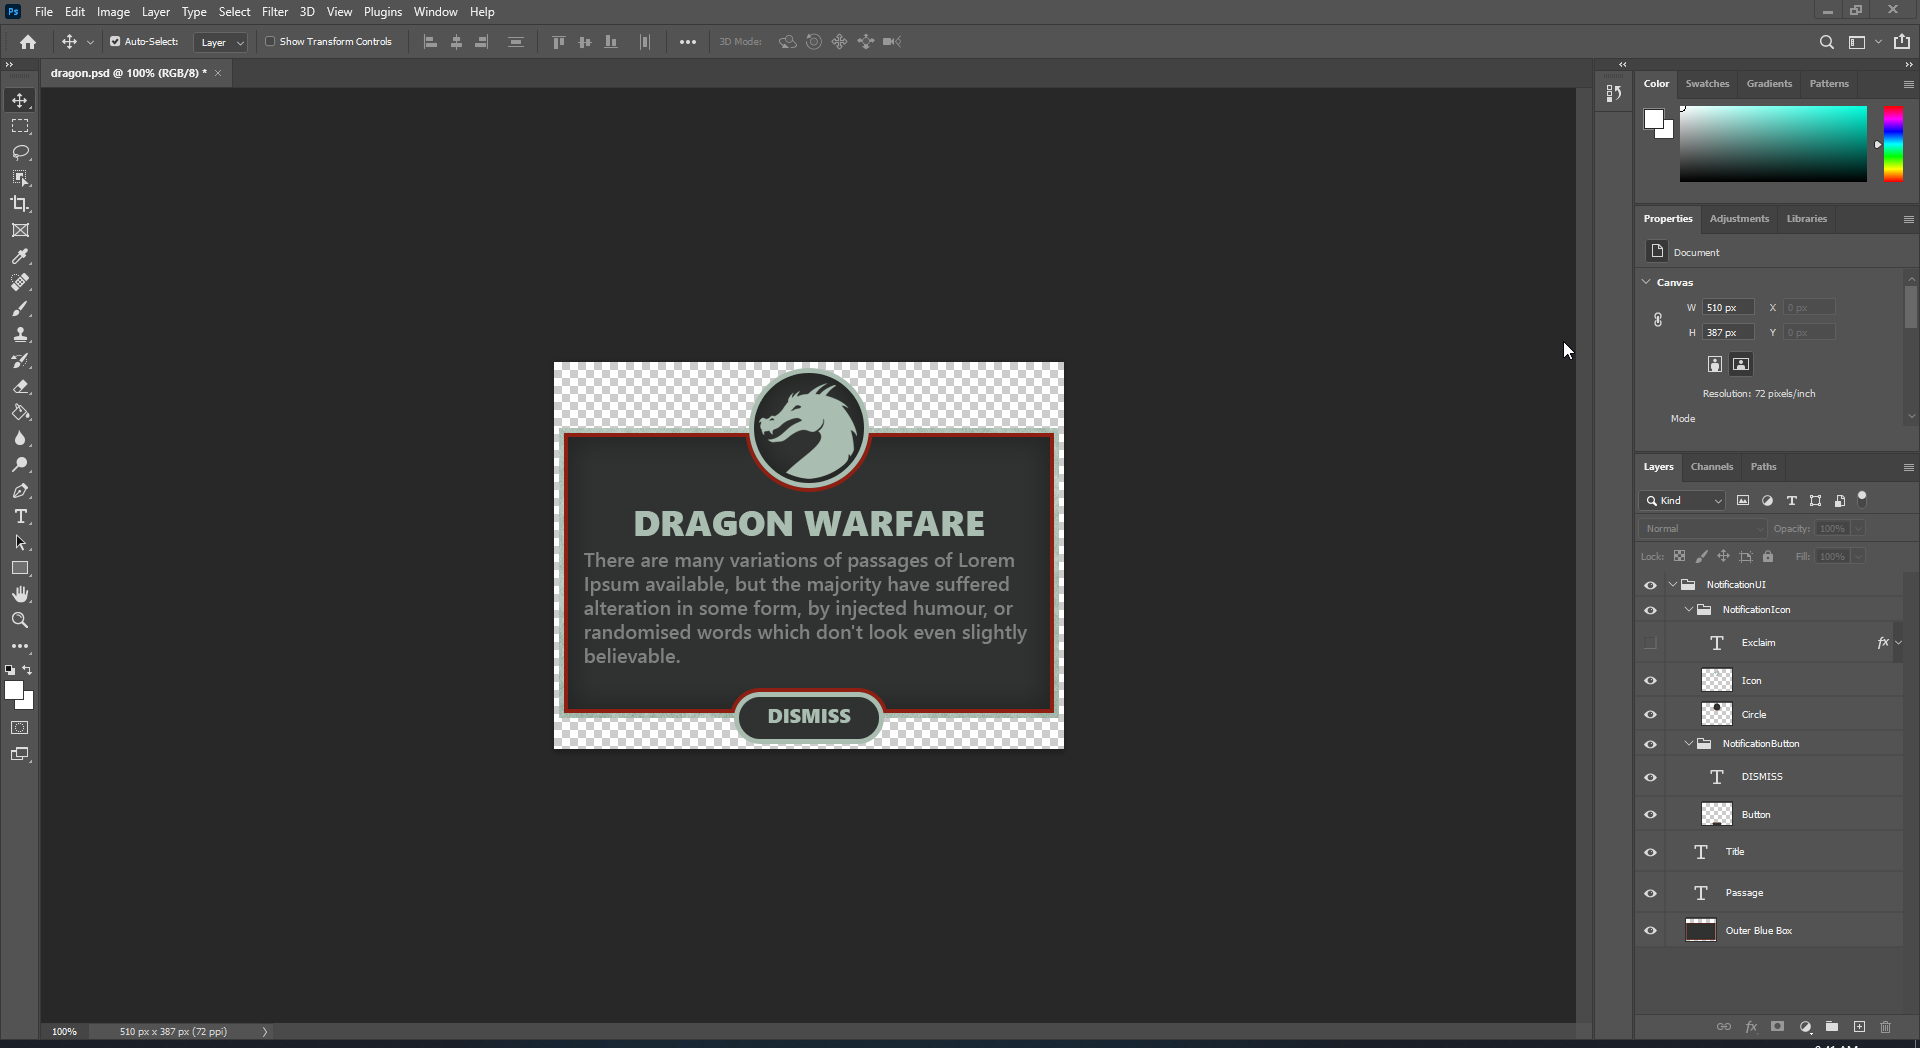 Ps File Edit Image Layer Type Select Filter 3D View Plugins Window Help
Auto-Select: Layer Show Transform Controls 3D Mode:
dragon.psd @ 100% (RGB/8) * ×
DRAGON WARFARE
There are many variations of passages of Lorem
Ipsum available, but the majority have suffered
alteration in some form, by injected humour, or
randomised words which don't look even slightly
believable.
DISMISS
100% 510 px x 387 px (72 ppi)
Color Swatches Gradients Patterns
Properties Adjustments Libraries
Document
Canvas
W 510 px X 0 px
H 387 px Y 0 px
Resolution: 72 pixels/inch
Mode
Layers Channels Paths
Kind
Normal Opacity: 100%
Lock: Fill: 100%
NotificationUI
NotificationIcon
T Exclaim fx
Icon
Circle
NotificationButton
T DISMISS
Button
T Title
T Passage
Outer Blue Box
fx